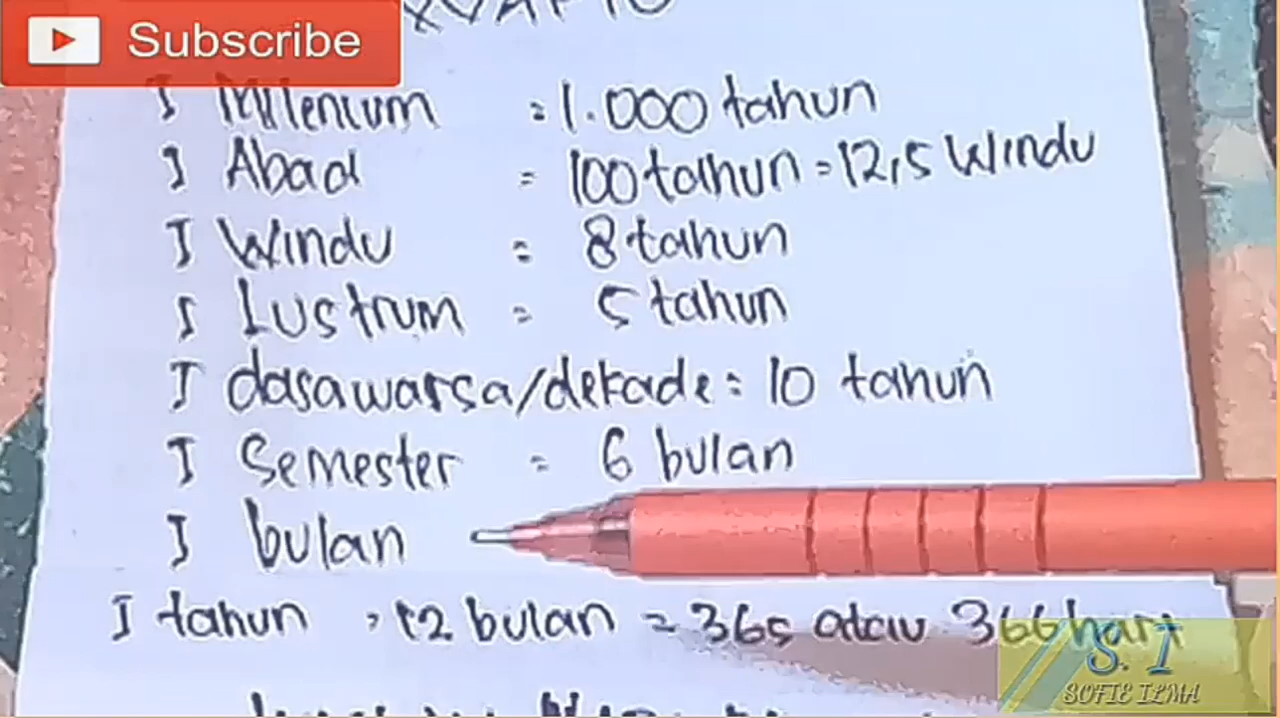 Subscribe
1 Milenium = 1.000 tahun
1 Abad = 100 tahun = 12,5 Windu
1 Windu = 8 tahun
1 Lustrum = 5 tahun
1 dasawarsa/dekade = 10 tahun
1 Semester = 6 bulan
1 bulan
1 tahun = 12 bulan = 365 atau 366 hari
S. I
SOFIE ILMA